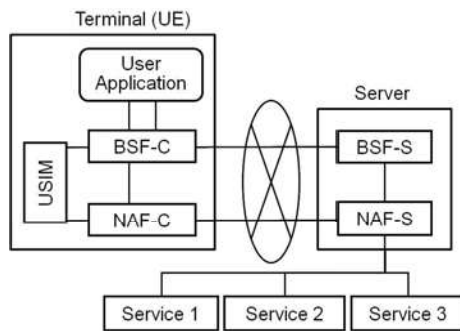 Terminal (UE)
User
Application
Server
BSF-C
BSF-S
USIM
NAF-C
NAF-S
Service 1
Service 2
Service 3